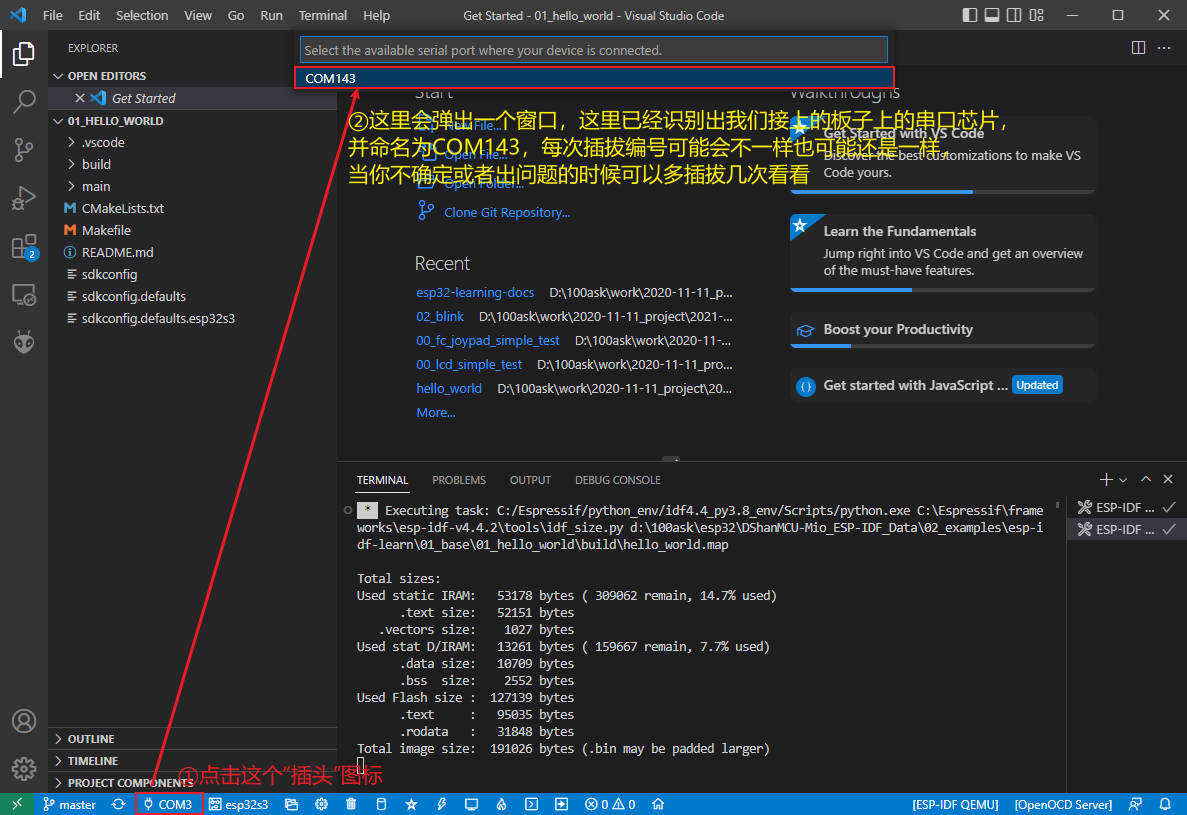 File Edit Selection View Go Run Terminal Help
Get Started - 01_hello_world - Visual Studio Code
EXPLORER
OPEN EDITORS
Get Started
01_HELLO_WORLD
.vscode
build
main
CMakeLists.txt
Makefile
README.md
sdkconfig
sdkconfig.defaults
sdkconfig.defaults.esp32s3
OUTLINE
TIMELINE
PROJECT COMPONENTS
Select the available serial port where your device is connected.
COM143
Start
②这里会弹出一个窗口，这里已经识别出我们接上的板子上的串口芯片，
并命名为COM143，每次插拔编号可能会不一样也可能还是一样，
当你不确定或者出问题的时候可以多插拔几次看看
New File...
Open File...
Open Folder...
Clone Git Repository...
Recent
esp32-learning-docs D:\100ask\work\2020-11-11_p...
02_blink D:\100ask\work\2020-11-11_project\2021-...
00_fc_joypad_simple_test D:\100ask\work\2020-11-...
00_lcd_simple_test D:\100ask\work\2020-11-11_pro...
hello_world D:\100ask\work\2020-11-11_project\20...
More...
Walkthroughs
Get Started with VS Code
Discover the best customizations to make VS
Code yours.
Learn the Fundamentals
Jump right into VS Code and get an overview
of the must-have features.
Boost your Productivity
Get started with JavaScript ... Updated
TERMINAL PROBLEMS OUTPUT DEBUG CONSOLE
* Executing task: C:/Espressif/python_env/idf4.4_py3.8_env/Scripts/python.exe C:\Espressif\frame
works\esp-idf-v4.4.2\tools\idf_size.py d:\100ask\esp32\DShanMCU-Mio_ESP-IDF_Data\02_examples\esp-i
df-learn\01_base\01_hello_world\build\hello_world.map
Total sizes:
Used static IRAM: 53178 bytes ( 309062 remain, 14.7% used)
.text size: 52151 bytes
.vectors size: 1027 bytes
Used stat D/IRAM: 13261 bytes ( 159667 remain, 7.7% used)
.data size: 10709 bytes
.bss size: 2552 bytes
Used Flash size : 127139 bytes
.text : 95035 bytes
.rodata : 31848 bytes
Total image size: 191026 bytes (.bin may be padded larger)
ESP-IDF ...
ESP-IDF ...
①点击这个“插头”图标
2
master COM3 esp32s3 0 0 [ESP-IDF QEMU] [OpenOCD Server]